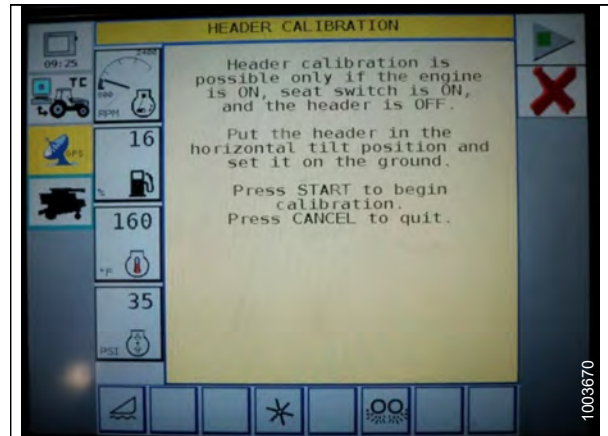 HEADER CALIBRATION
09:25
TC
GPS
2400
RPM
16
%
160
°F
35
PSI
Header calibration is
possible only if the engine
is ON, seat switch is ON,
and the header is OFF.
Put the header in the
horizontal tilt position and
set it on the ground.
Press START to begin
calibration.
Press CANCEL to quit.
1003670